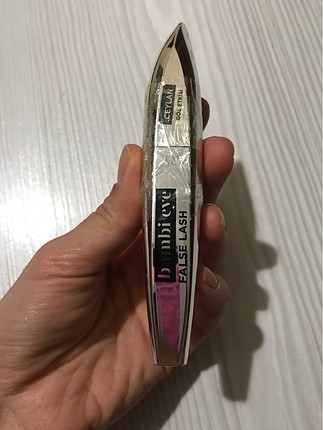 CEYLAN
GÖZ ETKİSİ
bambi eye
FALSE LASH